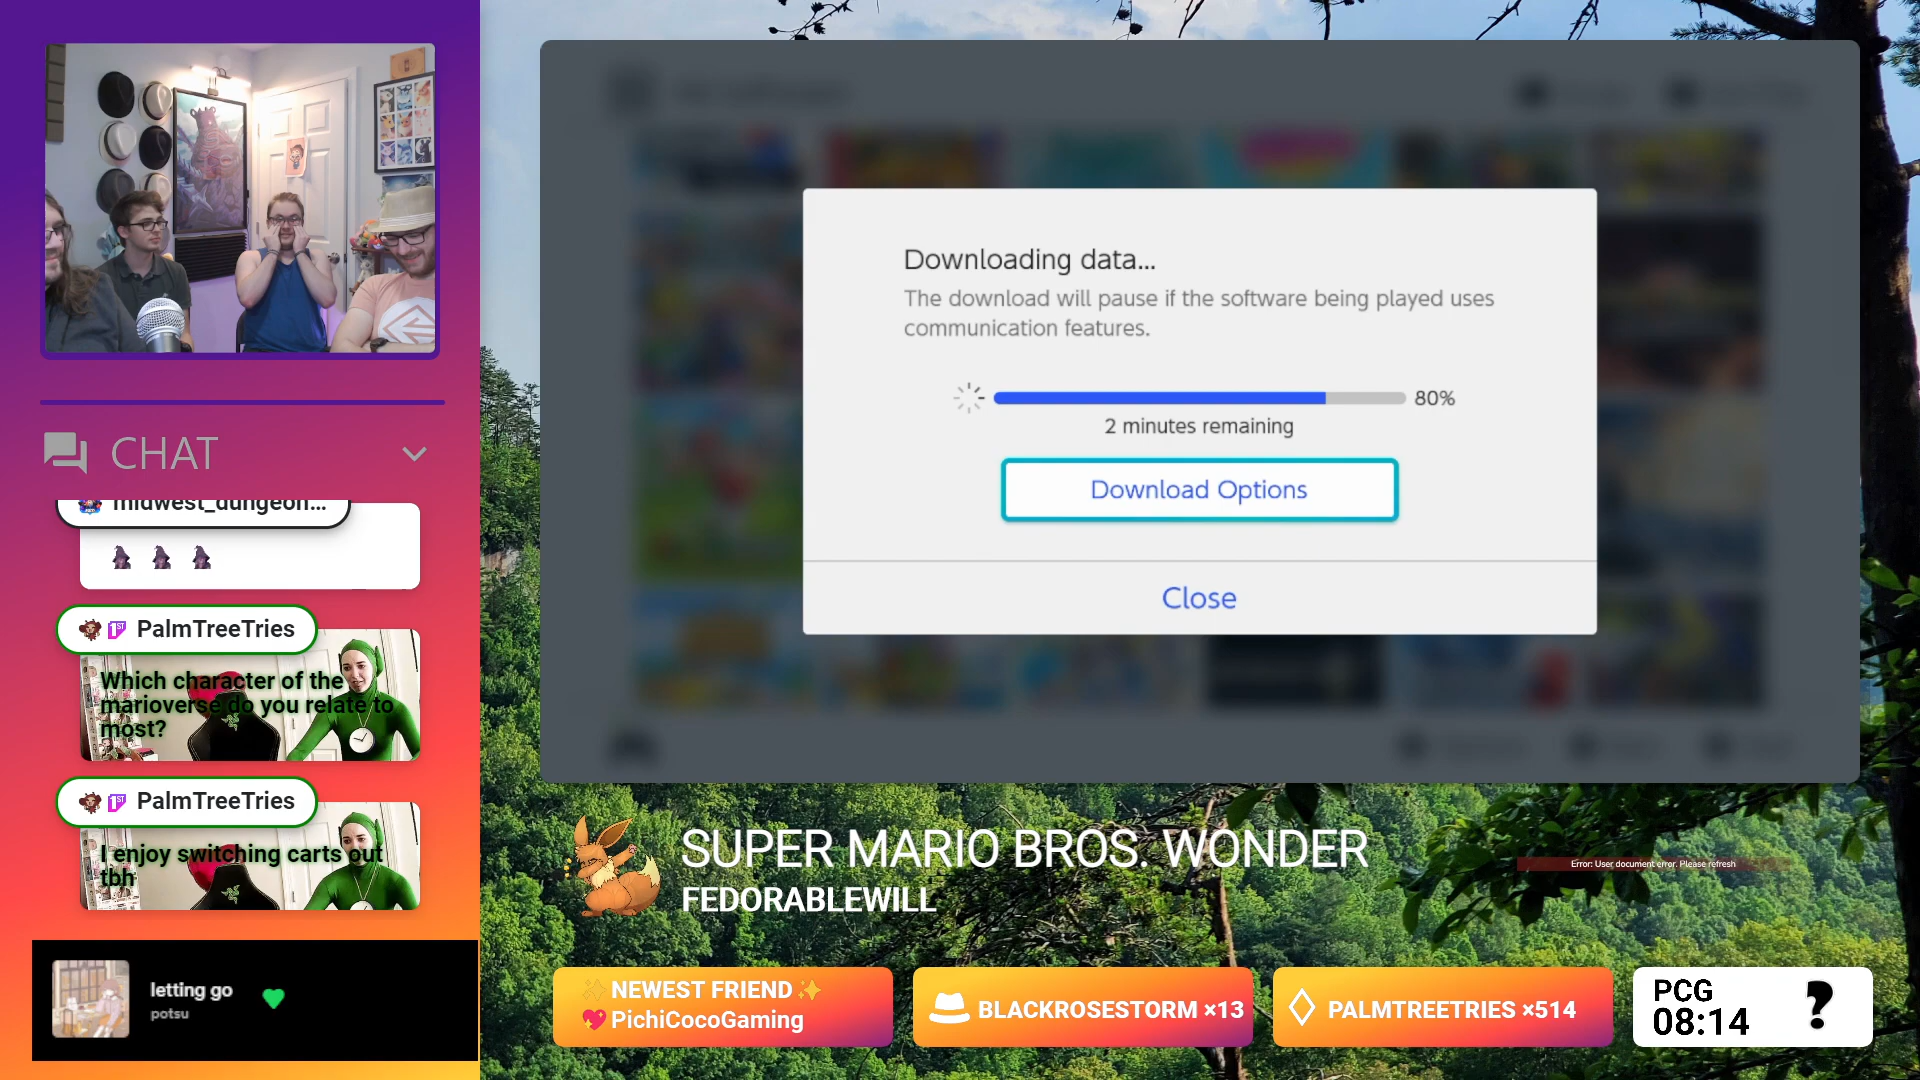 CHAT
midwest_dungeon...
PalmTreeTries
Which character of the
marioverse do you relate to
most?
PalmTreeTries
I enjoy switching carts out
tbh
letting go
potsu
Downloading data...
The download will pause if the software being played uses
communication features.
80%
2 minutes remaining
Download Options
Close
SUPER MARIO BROS. WONDER
FEDORABLEWILL
Error: User document error. Please refresh
NEWEST FRIEND
PichiCocoGaming
BLACKROSESTORM ×13
PALMTREETRIES ×514
PCG
08:14
?